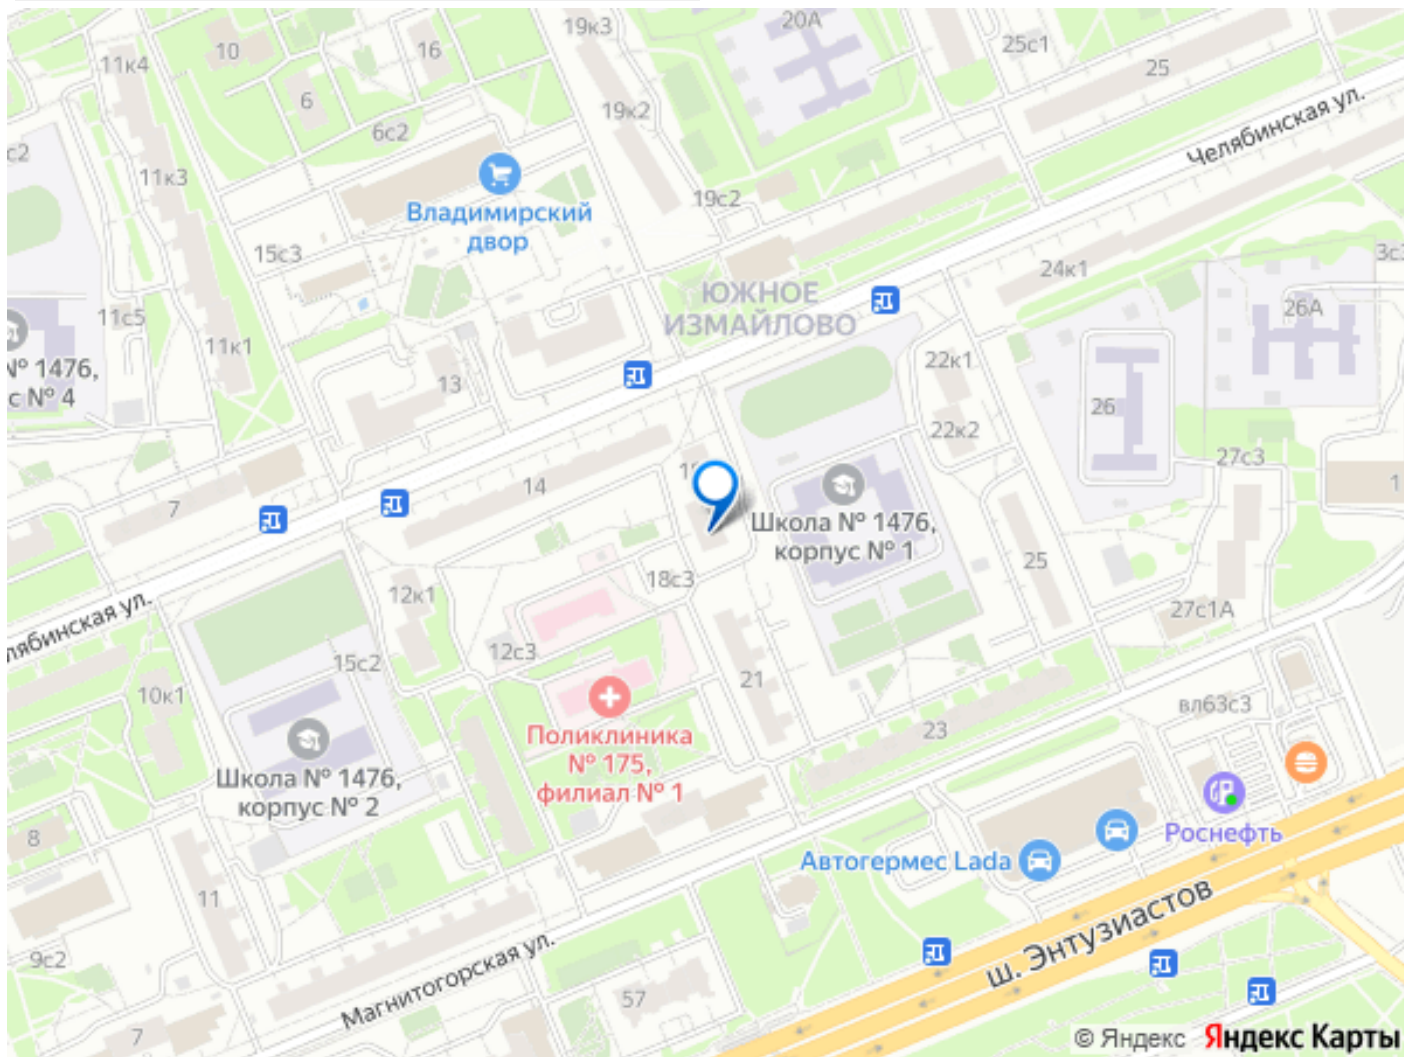 19к3
20А
25с1
10
16
11к4
25
6
19к2
6с2
Челябинская ул.
с2
11к3
19с2
Владимирский
двор
15с3
3с3
24к1
ЮЖНОЕ
ИЗМАЙЛОВО
26А
11с5
11к1
№ 1476,
с № 4
13
22к1
26
22к2
27с3
14
7
1
Школа № 1476,
корпус № 1
25
18с3
12к1
27с1А
лябинская ул.
12с3
15с2
10к1
21
вл63с3
23
Поликлиника
№ 175,
филиал № 1
Школа № 1476,
корпус № 2
Роснефть
8
Автогермес Lada
11
ш. Энтузиастов
Магнитогорская ул.
9с2
57
7
© Яндекс Яндекс Карты